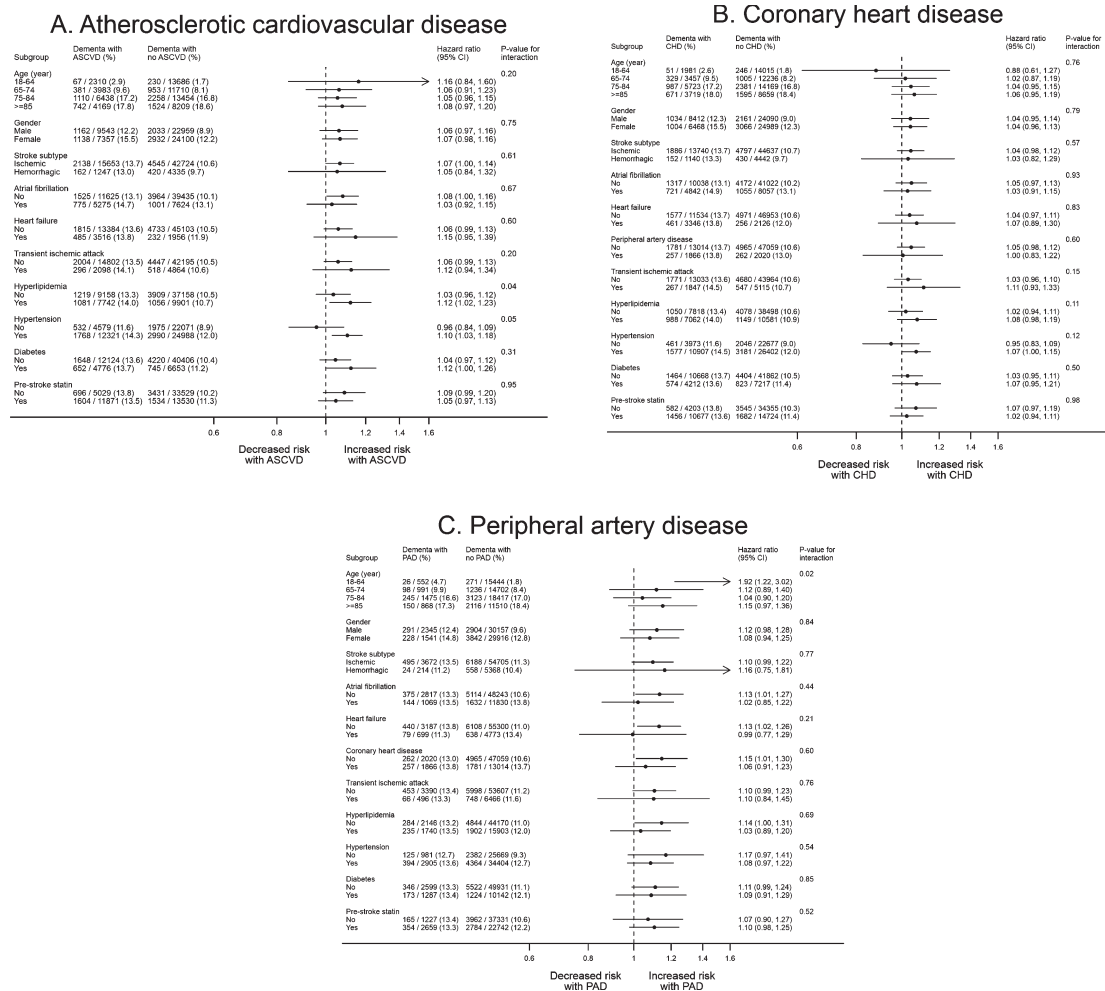 A. Atherosclerotic cardiovascular disease
Dementa with Dementa with Hazard ratio P-value for
Subgroup ASCVD (%) no ASCVD (%) (95% CI) interaction
Age (year) 0.20
18-64 67 / 2310 (2.9) 230 / 13686 (1.7) 1.16 (0.84, 1.60)
65-74 381 / 3983 (9.6) 953 / 11710 (8.1) 1.06 (0.91, 1.23)
75-84 1110 / 6438 (17.2) 2258 / 13454 (16.8) 1.05 (0.96, 1.15)
>=85 742 / 4169 (17.8) 1524 / 8209 (18.6) 1.08 (0.97, 1.20)
Gender 0.75
Male 1162 / 9543 (12.2) 2033 / 22959 (8.9) 1.06 (0.97, 1.16)
Female 1138 / 7357 (15.5) 2932 / 24100 (12.2) 1.07 (0.98, 1.16)
Stroke subtype 0.61
Ischemic 2138 / 15653 (13.7) 4545 / 42724 (10.6) 1.07 (1.00, 1.14)
Hemorrhagic 162 / 1247 (13.0) 420 / 4335 (9.7) 1.05 (0.84, 1.32)
Atrial fibrillation 0.67
No 1525 / 11625 (13.1) 3964 / 39435 (10.1) 1.08 (1.00, 1.16)
Yes 775 / 5275 (14.7) 1001 / 7624 (13.1) 1.03 (0.92, 1.15)
Heart failure 0.60
No 1815 / 13384 (13.6) 4733 / 45103 (10.5) 1.06 (0.99, 1.13)
Yes 485 / 3516 (13.8) 232 / 1956 (11.9) 1.15 (0.95, 1.39)
Transient ischemic attack 0.20
No 2004 / 14802 (13.5) 4447 / 42195 (10.5) 1.06 (0.99, 1.13)
Yes 296 / 2098 (14.1) 518 / 4864 (10.6) 1.12 (0.94, 1.34)
Hyperlipidemia 0.04
No 1219 / 9158 (13.3) 3909 / 37158 (10.5) 1.03 (0.96, 1.12)
Yes 1081 / 7742 (14.0) 1056 / 9901 (10.7) 1.12 (1.02, 1.23)
Hypertension 0.05
No 532 / 4579 (11.6) 1975 / 22071 (8.9) 0.96 (0.84, 1.09)
Yes 1768 / 12321 (14.3) 2990 / 24988 (12.0) 1.10 (1.03, 1.18)
Diabetes 0.31
No 1648 / 12124 (13.6) 4220 / 40406 (10.4) 1.04 (0.97, 1.12)
Yes 652 / 4776 (13.7) 745 / 6653 (11.2) 1.12 (1.00, 1.26)
Pre-stroke statin 0.95
No 696 / 5029 (13.8) 3431 / 33529 (10.2) 1.09 (0.99, 1.20)
Yes 1604 / 11871 (13.5) 1534 / 13530 (11.3) 1.05 (0.97, 1.13)
0.6 0.8 1 1.2 1.4 1.6
Decreased risk Increased risk
with ASCVD with ASCVD
B. Coronary heart disease
Dementa with Dementa with Hazard ratio P-value for
Subgroup CHD (%) no CHD (%) (95% CI) interaction
Age (year) 0.76
18-64 51 / 1981 (2.6) 246 / 14015 (1.8) 0.88 (0.61, 1.27)
65-74 329 / 3457 (9.5) 1005 / 12236 (8.2) 1.02 (0.87, 1.19)
75-84 987 / 5723 (17.2) 2381 / 14169 (16.8) 1.04 (0.95, 1.15)
>=85 671 / 3719 (18.0) 1595 / 8659 (18.4) 1.06 (0.95, 1.19)
Gender 0.79
Male 1034 / 8412 (12.3) 2161 / 24090 (9.0) 1.04 (0.95, 1.14)
Female 1004 / 6468 (15.5) 3066 / 24989 (12.3) 1.04 (0.96, 1.13)
Stroke subtype 0.57
Ischemic 1886 / 13740 (13.7) 4797 / 44637 (10.7) 1.04 (0.98, 1.12)
Hemorrhagic 152 / 1140 (13.3) 430 / 4442 (9.7) 1.03 (0.82, 1.29)
Atrial fibrillation 0.93
No 1317 / 10038 (13.1) 4172 / 41022 (10.2) 1.05 (0.97, 1.13)
Yes 721 / 4842 (14.9) 1055 / 8057 (13.1) 1.03 (0.91, 1.15)
Heart failure 0.83
No 1577 / 11534 (13.7) 4971 / 46953 (10.6) 1.04 (0.97, 1.11)
Yes 461 / 3346 (13.8) 256 / 2126 (12.0) 1.07 (0.89, 1.30)
Peripheral artery disease 0.60
No 1781 / 13014 (13.7) 4965 / 47059 (10.6) 1.05 (0.98, 1.12)
Yes 257 / 1866 (13.8) 262 / 2020 (13.0) 1.00 (0.83, 1.22)
Transient ischemic attack 0.15
No 1771 / 13033 (13.6) 4680 / 43964 (10.6) 1.03 (0.96, 1.10)
Yes 267 / 1847 (14.5) 547 / 5115 (10.7) 1.11 (0.93, 1.33)
Hyperlipidemia 0.11
No 1050 / 7818 (13.4) 4078 / 38498 (10.6) 1.02 (0.94, 1.11)
Yes 988 / 7062 (14.0) 1149 / 10581 (10.9) 1.08 (0.98, 1.19)
Hypertension 0.12
No 461 / 3973 (11.6) 2046 / 22677 (9.0) 0.95 (0.83, 1.09)
Yes 1577 / 10907 (14.5) 3181 / 26402 (12.0) 1.07 (1.00, 1.15)
Diabetes 0.50
No 1464 / 10668 (13.7) 4404 / 41862 (10.5) 1.03 (0.95, 1.11)
Yes 574 / 4212 (13.6) 823 / 7217 (11.4) 1.07 (0.95, 1.21)
Pre-stroke statin 0.98
No 582 / 4203 (13.8) 3545 / 34355 (10.3) 1.07 (0.97, 1.19)
Yes 1456 / 10677 (13.6) 1682 / 14724 (11.4) 1.02 (0.94, 1.11)
0.6 0.8 1 1.2 1.4 1.6
Decreased risk Increased risk
with CHD with CHD
C. Peripheral artery disease
Dementa with Dementa with Hazard ratio P-value for
Subgroup PAD (%) no PAD (%) (95% CI) interaction
Age (year) 0.02
18-64 26 / 552 (4.7) 271 / 15444 (1.8) 1.92 (1.22, 3.02)
65-74 98 / 991 (9.9) 1236 / 14702 (8.4) 1.12 (0.89, 1.40)
75-84 245 / 1475 (16.6) 3123 / 18417 (17.0) 1.04 (0.90, 1.20)
>=85 150 / 868 (17.3) 2116 / 11510 (18.4) 1.15 (0.97, 1.36)
Gender 0.84
Male 291 / 2345 (12.4) 2904 / 30157 (9.6) 1.12 (0.98, 1.28)
Female 228 / 1541 (14.8) 3842 / 29916 (12.8) 1.08 (0.94, 1.25)
Stroke subtype 0.77
Ischemic 495 / 3672 (13.5) 6188 / 54705 (11.3) 1.10 (0.99, 1.22)
Hemorrhagic 24 / 214 (11.2) 558 / 5368 (10.4) 1.16 (0.75, 1.81)
Atrial fibrillation 0.44
No 375 / 2817 (13.3) 5114 / 48243 (10.6) 1.13 (1.01, 1.27)
Yes 144 / 1069 (13.5) 1632 / 11830 (13.8) 1.02 (0.85, 1.22)
Heart failure 0.21
No 440 / 3187 (13.8) 6108 / 55300 (11.0) 1.13 (1.02, 1.26)
Yes 79 / 699 (11.3) 638 / 4773 (13.4) 0.99 (0.77, 1.29)
Coronary heart disease 0.60
No 262 / 2020 (13.0) 4965 / 47059 (10.6) 1.15 (1.01, 1.30)
Yes 257 / 1866 (13.8) 1781 / 13014 (13.7) 1.06 (0.91, 1.23)
Transient ischemic attack 0.76
No 453 / 3390 (13.4) 5998 / 53607 (11.2) 1.10 (0.99, 1.23)
Yes 66 / 496 (13.3) 748 / 6466 (11.6) 1.10 (0.84, 1.45)
Hyperlipidemia 0.69
No 284 / 2146 (13.2) 4844 / 44170 (11.0) 1.14 (1.00, 1.31)
Yes 235 / 1740 (13.5) 1902 / 15903 (12.0) 1.03 (0.89, 1.20)
Hypertension 0.54
No 125 / 981 (12.7) 2382 / 25669 (9.3) 1.17 (0.97, 1.41)
Yes 394 / 2905 (13.6) 4364 / 34404 (12.7) 1.08 (0.97, 1.22)
Diabetes 0.85
No 346 / 2599 (13.3) 5522 / 49931 (11.1) 1.11 (0.99, 1.24)
Yes 173 / 1287 (13.4) 1224 / 10142 (12.1) 1.09 (0.91, 1.29)
Pre-stroke statin 0.52
No 165 / 1227 (13.4) 3962 / 37331 (10.6) 1.07 (0.90, 1.27)
Yes 354 / 2659 (13.3) 2784 / 22742 (12.2) 1.10 (0.98, 1.25)
0.6 0.8 1 1.2 1.4 1.6
Decreased risk Increased risk
with PAD with PAD